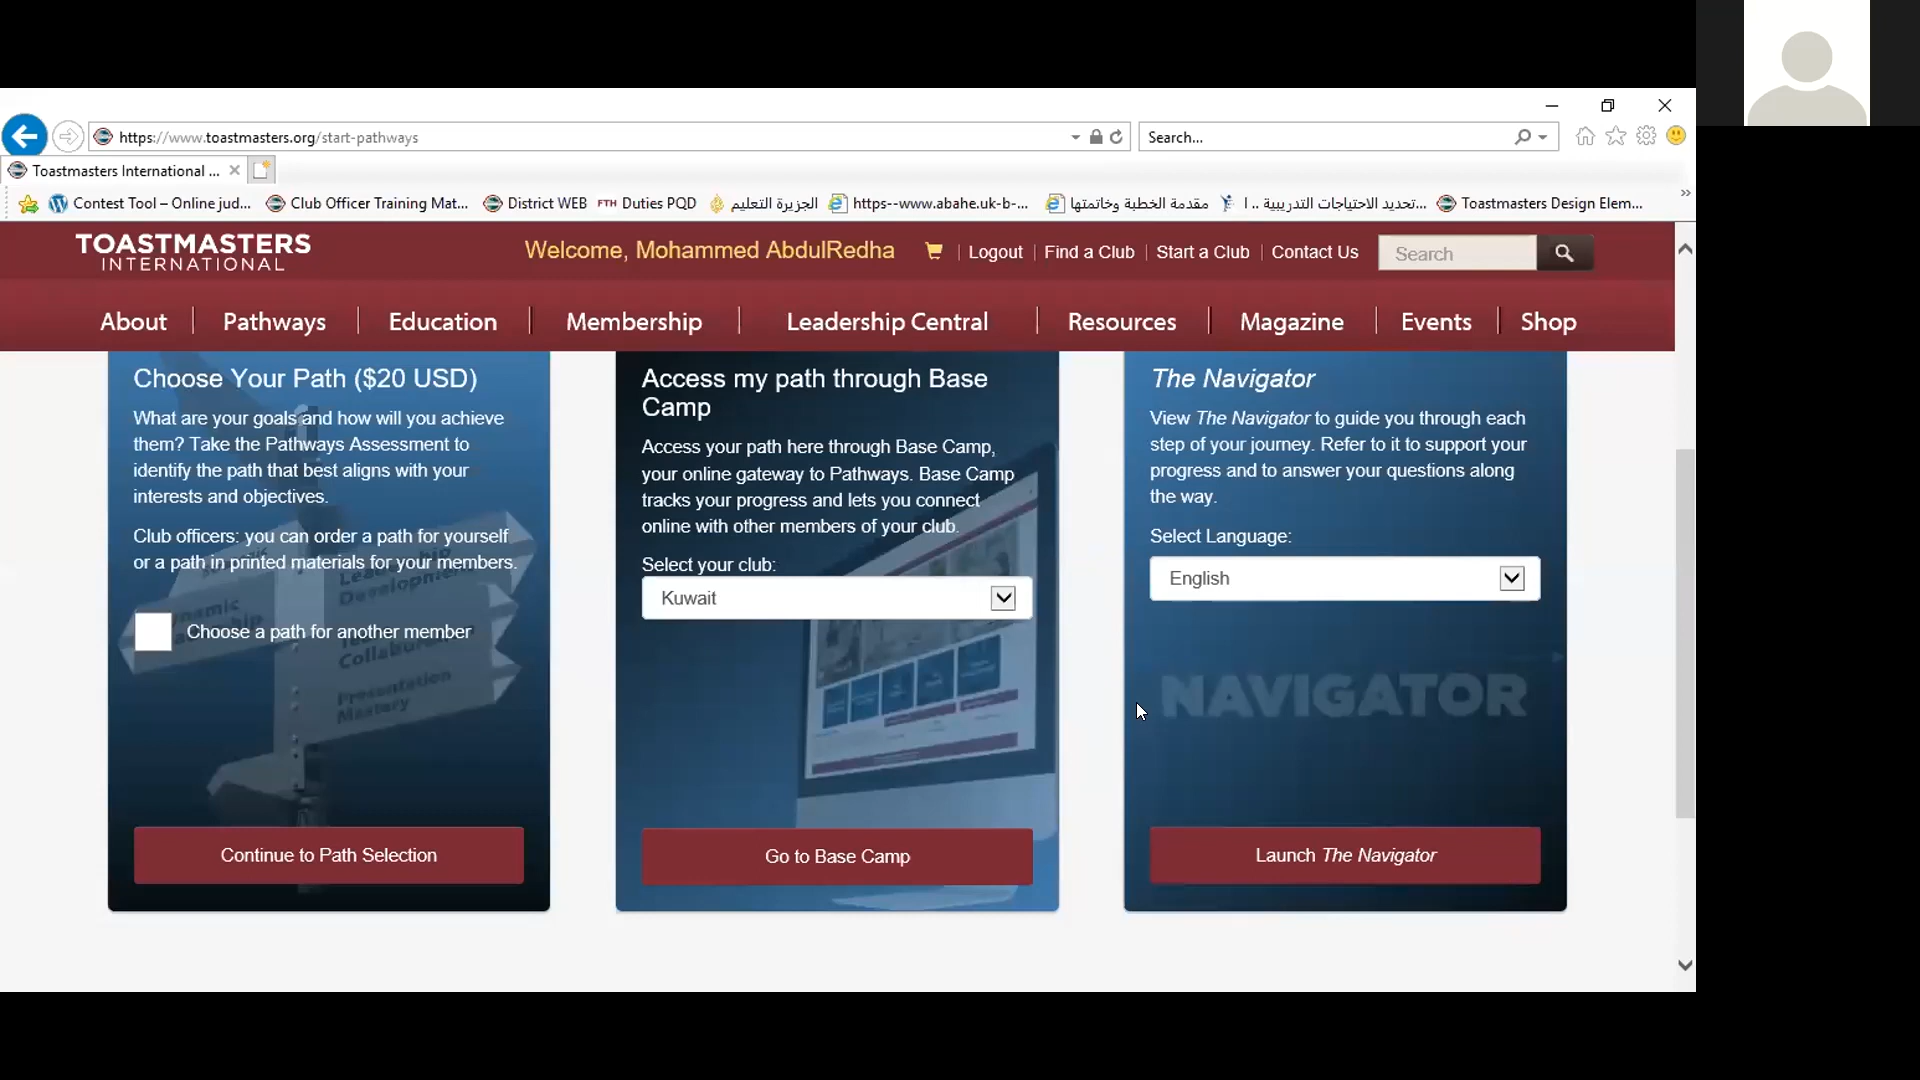 https://www.toastmasters.org/start-pathways
Search...
Toastmasters International ...
Contest Tool – Online jud...
Club Officer Training Mat...
District WEB
FTH Duties PQD
الجزيرة التعليم
https--www.abahe.uk-b-...
مقدمة الخطبة وخاتمتها
تحديد الاحتياجات التدريبية .. ا...
Toastmasters Design Elem...
TOASTMASTERS
INTERNATIONAL
Welcome, Mohammed AbdulRedha
Logout
Find a Club
Start a Club
Contact Us
Search
About
Pathways
Education
Membership
Leadership Central
Resources
Magazine
Events
Shop
Choose Your Path ($20 USD)
What are your goals and how will you achieve
them? Take the Pathways Assessment to
identify the path that best aligns with your
interests and objectives.
Club officers: you can order a path for yourself
or a path in printed materials for your members.
Choose a path for another member
Presentation
Mastery
Continue to Path Selection
Access my path through Base
Camp
Access your path here through Base Camp,
your online gateway to Pathways. Base Camp
tracks your progress and lets you connect
online with other members of your club.
Select your club:
Kuwait
Go to Base Camp
The Navigator
View The Navigator to guide you through each
step of your journey. Refer to it to support your
progress and to answer your questions along
the way.
Select Language:
English
NAVIGATOR
Launch The Navigator